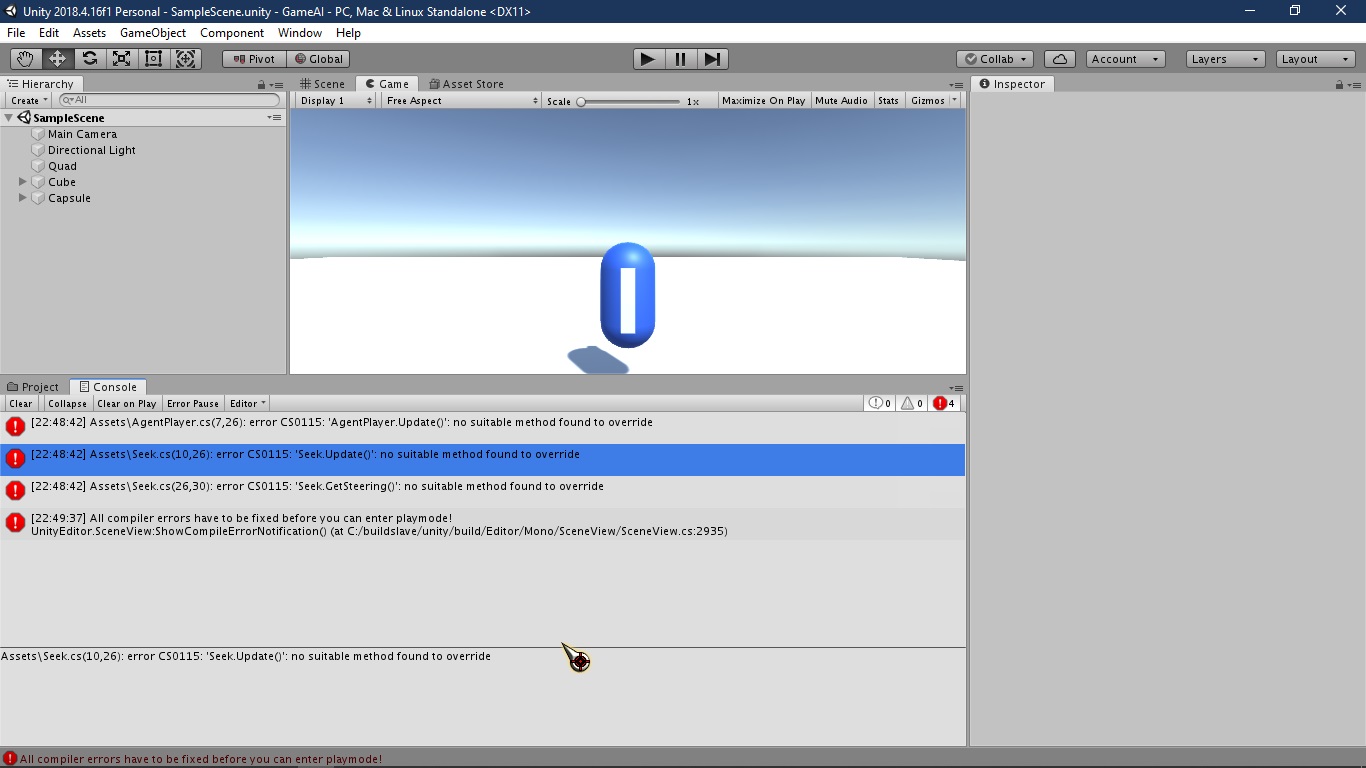 Unity 2018.4.16f1 Personal - SampleScene.unity - GameAI - PC, Mac & Linux Standalone <DX11>
File Edit Assets GameObject Component Window Help
Pivot Global Collab Account Layers Layout
Hierarchy Scene Game Asset Store Inspector
Create All Display 1 Free Aspect Scale 1x Maximize On Play Mute Audio Stats Gizmos
SampleScene
Main Camera
Directional Light
Quad
Cube
Capsule
Project Console
Clear Collapse Clear on Play Error Pause Editor 0 0 4
[22:48:42] Assets\AgentPlayer.cs(7,26): error CS0115: 'AgentPlayer.Update()': no suitable method found to override
[22:48:42] Assets\Seek.cs(10,26): error CS0115: 'Seek.Update()': no suitable method found to override
[22:48:42] Assets\Seek.cs(26,30): error CS0115: 'Seek.GetSteering()': no suitable method found to override
[22:49:37] All compiler errors have to be fixed before you can enter playmode!
UnityEditor.SceneView:ShowCompileErrorNotification() (at C:/buildslave/unity/build/Editor/Mono/SceneView/SceneView.cs:2935)
Assets\Seek.cs(10,26): error CS0115: 'Seek.Update()': no suitable method found to override
All compiler errors have to be fixed before you can enter playmode!